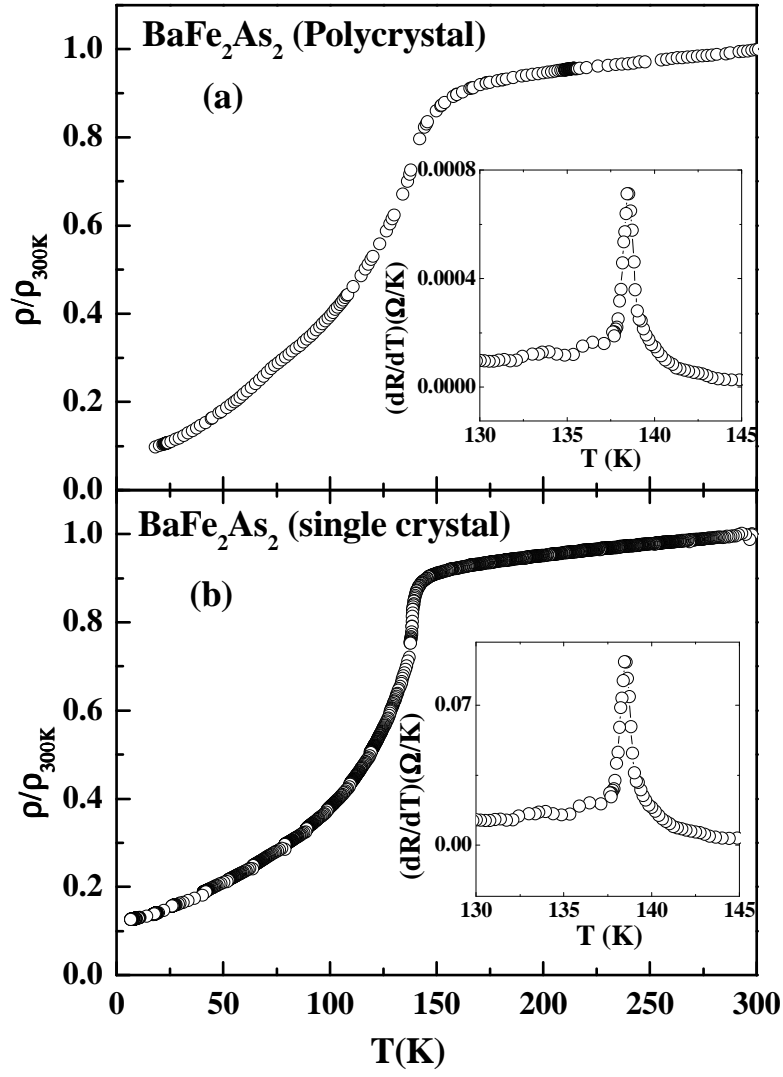 BaFe₂As₂ (Polycrystal)
(a)
ρ/ρ₃₀₀K
1.0
0.8
0.6
0.4
0.2
0.0
(dR/dT)(Ω/K)
0.0008
0.0004
0.0000
130 135 140 145
T (K)
BaFe₂As₂ (single crystal)
(b)
ρ/ρ₃₀₀K
1.0
0.8
0.6
0.4
0.2
0.0
(dR/dT)(Ω/K)
0.07
0.00
130 135 140 145
T (K)
0 50 100 150 200 250 300
T(K)